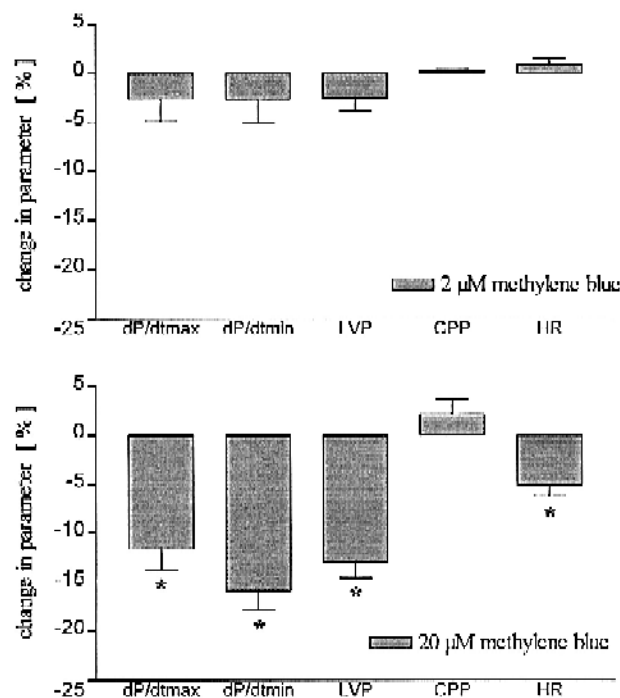 5
0
-5
-10
-15
-20
-25
change in parameter [ % ]
2 µM methylene blue
dP/dtmax dP/dtmin LVP CPP HR
5
0
-5
-10
-15
-20
-25
change in parameter [ % ]
* * * *
20 µM methylene blue
dP/dtmax dP/dtmin LVP CPP HR